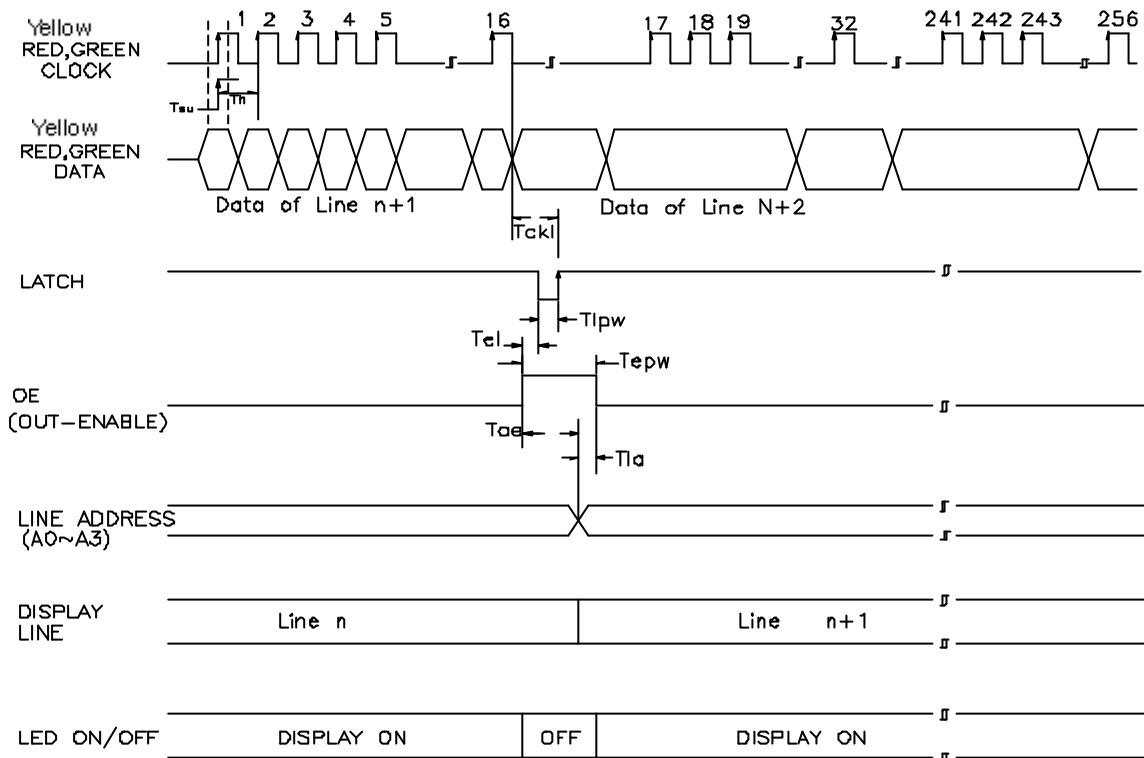 Yellow
RED,GREEN
CLOCK
1 2 3 4 5 16 17 18 19 32 241 242 243 256
Tsu Th
Yellow
RED,GREEN
DATA
Data of Line n+1 Data of Line N+2
Tckl
LATCH
Tlpw
Tel
Tepw
OE
(OUT-ENABLE)
Tae
Tla
LINE ADDRESS
(A0~A3)
DISPLAY
LINE
Line n Line n+1
LED ON/OFF DISPLAY ON OFF DISPLAY ON